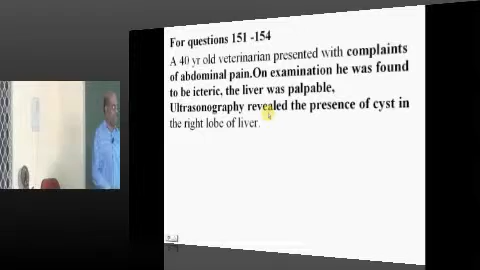 For questions 151 -154
A 40 yr old veterinarian presented with complaints
of abdominal pain.On examination he was found
to be icteric, the liver was palpable,
Ultrasonography revealed the presence of cyst in
the right lobe of liver.